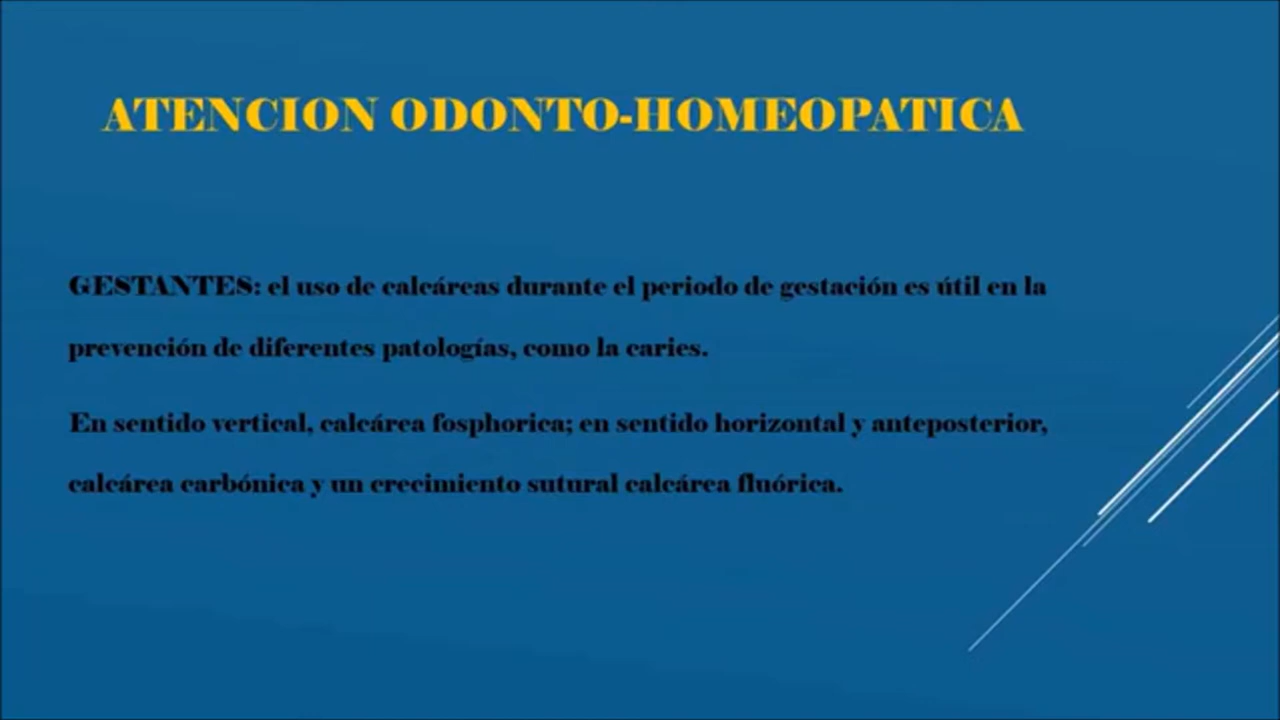 ATENCION ODONTO-HOMEOPATICA
GESTANTES: el uso de calcáreas durante el periodo de gestación es útil en la
prevención de diferentes patologías, como la caries.
En sentido vertical, calcárea fosphorica; en sentido horizontal y anteposterior,
calcárea carbónica y un crecimiento sutural calcárea fluórica.